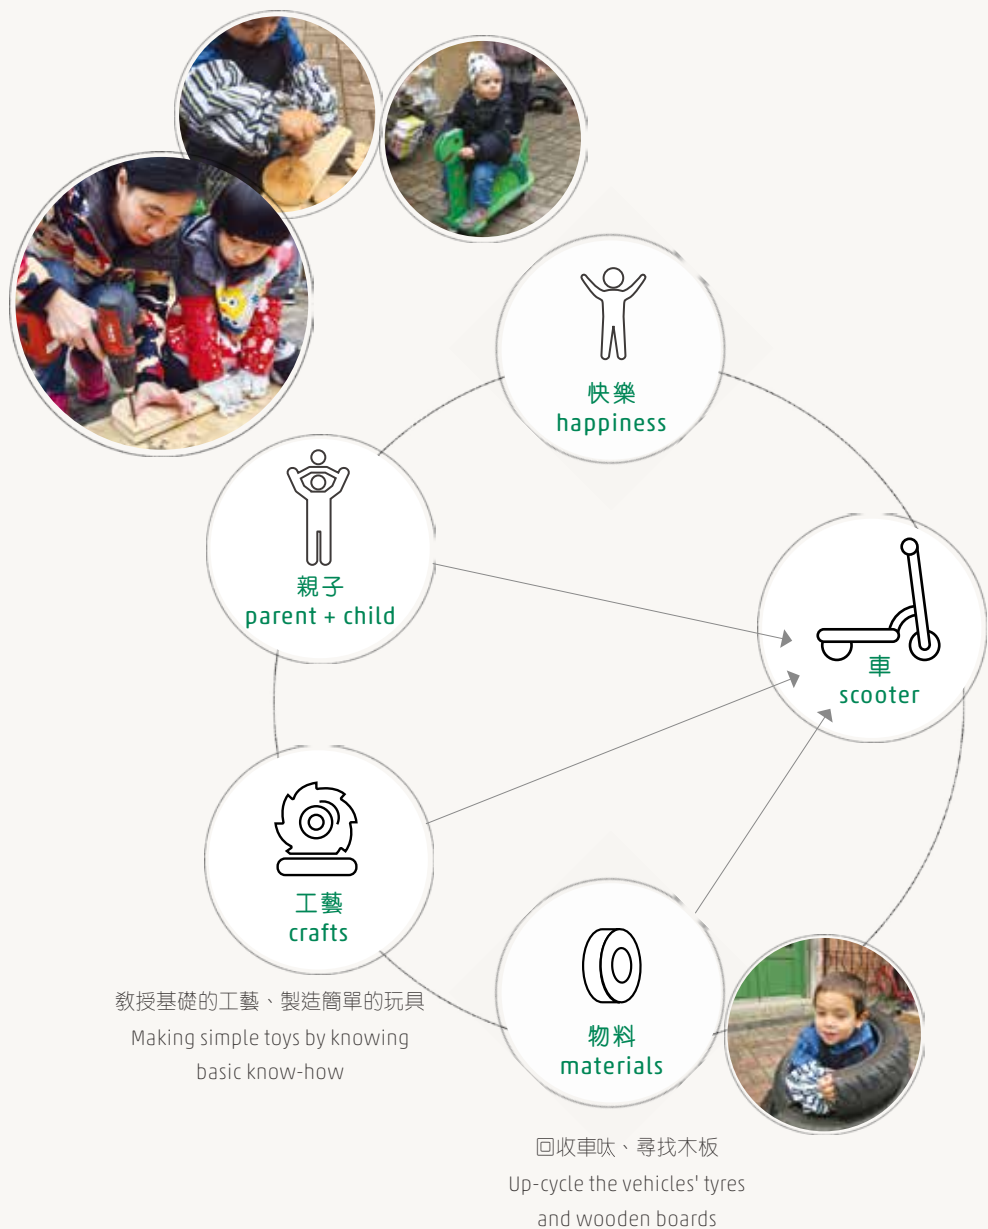 快樂
happiness
親子
parent + child
車
scooter
工藝
crafts
教授基礎的工藝、製造簡單的玩具
Making simple toys by knowing
basic know-how
物料
materials
回收車呔、尋找木板
Up-cycle the vehicles' tyres
and wooden boards